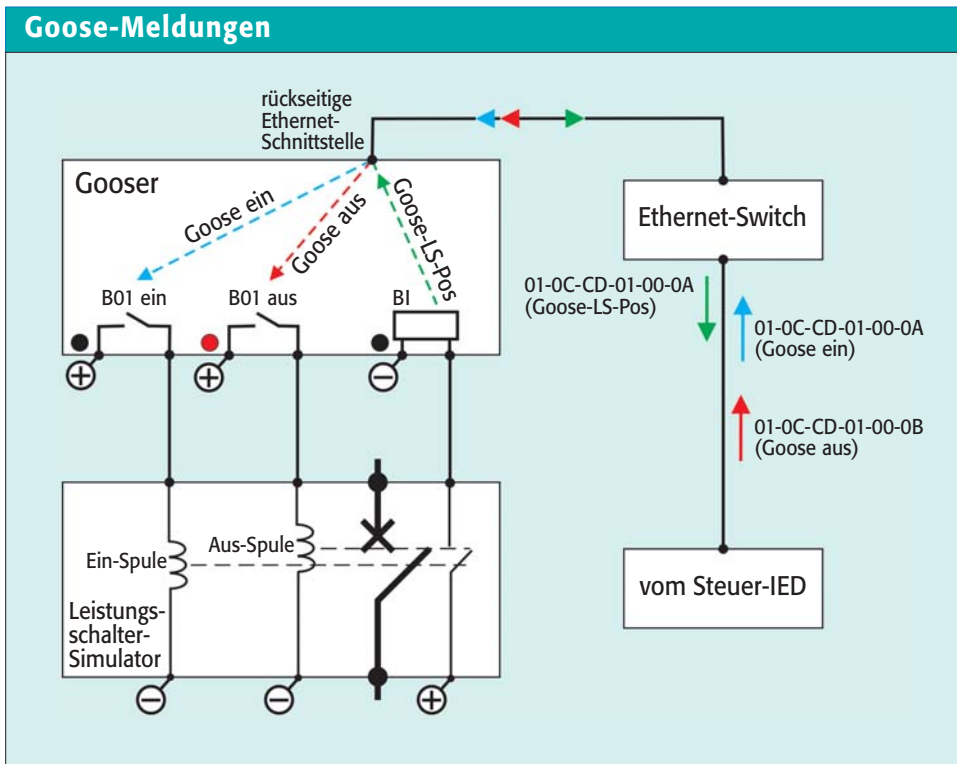 Goose-Meldungen
rückseitige
Ethernet-
Schnittstelle
Gooser
Goose ein
Goose aus
Goose-LS-Pos
B01 ein
B01 aus
BI
+
+
−
Ethernet-Switch
01-0C-CD-01-00-0A
(Goose-LS-Pos)
01-0C-CD-01-00-0A
(Goose ein)
01-0C-CD-01-00-0B
(Goose aus)
Ein-Spule
Aus-Spule
Leistungs-
schalter-
Simulator
−
−
+
vom Steuer-IED